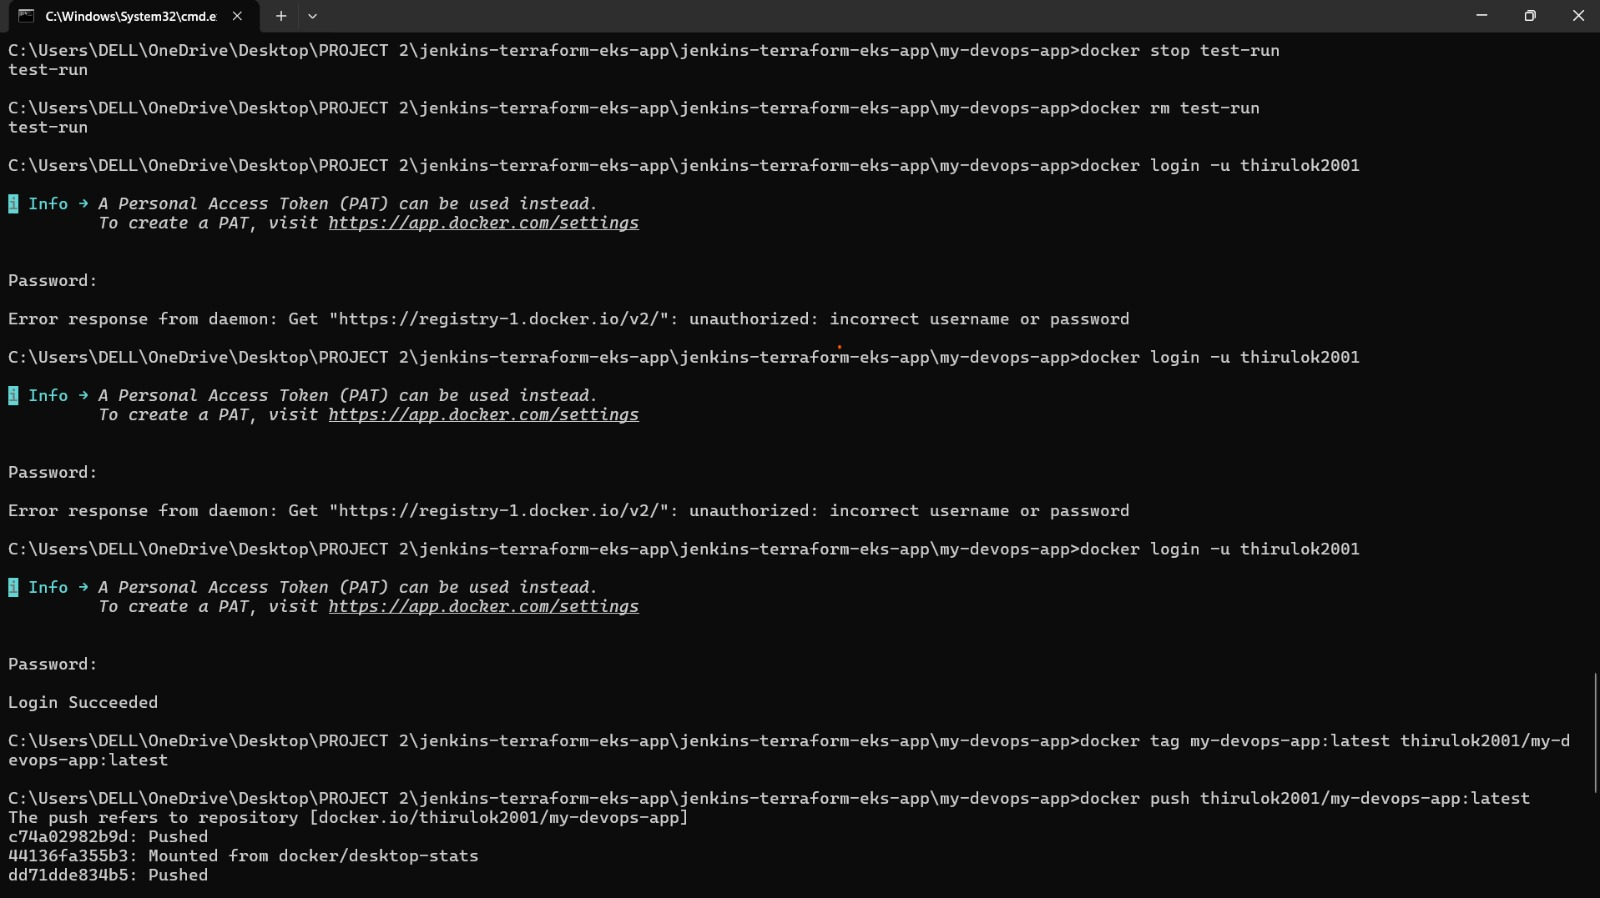 C:\Windows\System32\cmd.e
C:\Users\DELL\OneDrive\Desktop\PROJECT 2\jenkins-terraform-eks-app\jenkins-terraform-eks-app\my-devops-app>docker stop test-run
test-run
C:\Users\DELL\OneDrive\Desktop\PROJECT 2\jenkins-terraform-eks-app\jenkins-terraform-eks-app\my-devops-app>docker rm test-run
test-run
C:\Users\DELL\OneDrive\Desktop\PROJECT 2\jenkins-terraform-eks-app\jenkins-terraform-eks-app\my-devops-app>docker login -u thirulok2001
i Info → A Personal Access Token (PAT) can be used instead.
To create a PAT, visit https://app.docker.com/settings
Password:
Error response from daemon: Get "https://registry-1.docker.io/v2/": unauthorized: incorrect username or password
C:\Users\DELL\OneDrive\Desktop\PROJECT 2\jenkins-terraform-eks-app\jenkins-terraform-eks-app\my-devops-app>docker login -u thirulok2001
i Info → A Personal Access Token (PAT) can be used instead.
To create a PAT, visit https://app.docker.com/settings
Password:
Error response from daemon: Get "https://registry-1.docker.io/v2/": unauthorized: incorrect username or password
C:\Users\DELL\OneDrive\Desktop\PROJECT 2\jenkins-terraform-eks-app\jenkins-terraform-eks-app\my-devops-app>docker login -u thirulok2001
i Info → A Personal Access Token (PAT) can be used instead.
To create a PAT, visit https://app.docker.com/settings
Password:
Login Succeeded
C:\Users\DELL\OneDrive\Desktop\PROJECT 2\jenkins-terraform-eks-app\jenkins-terraform-eks-app\my-devops-app>docker tag my-devops-app:latest thirulok2001/my-d
evops-app:latest
C:\Users\DELL\OneDrive\Desktop\PROJECT 2\jenkins-terraform-eks-app\jenkins-terraform-eks-app\my-devops-app>docker push thirulok2001/my-devops-app:latest
The push refers to repository [docker.io/thirulok2001/my-devops-app]
c74a02982b9d: Pushed
44136fa355b3: Mounted from docker/desktop-stats
dd71dde834b5: Pushed